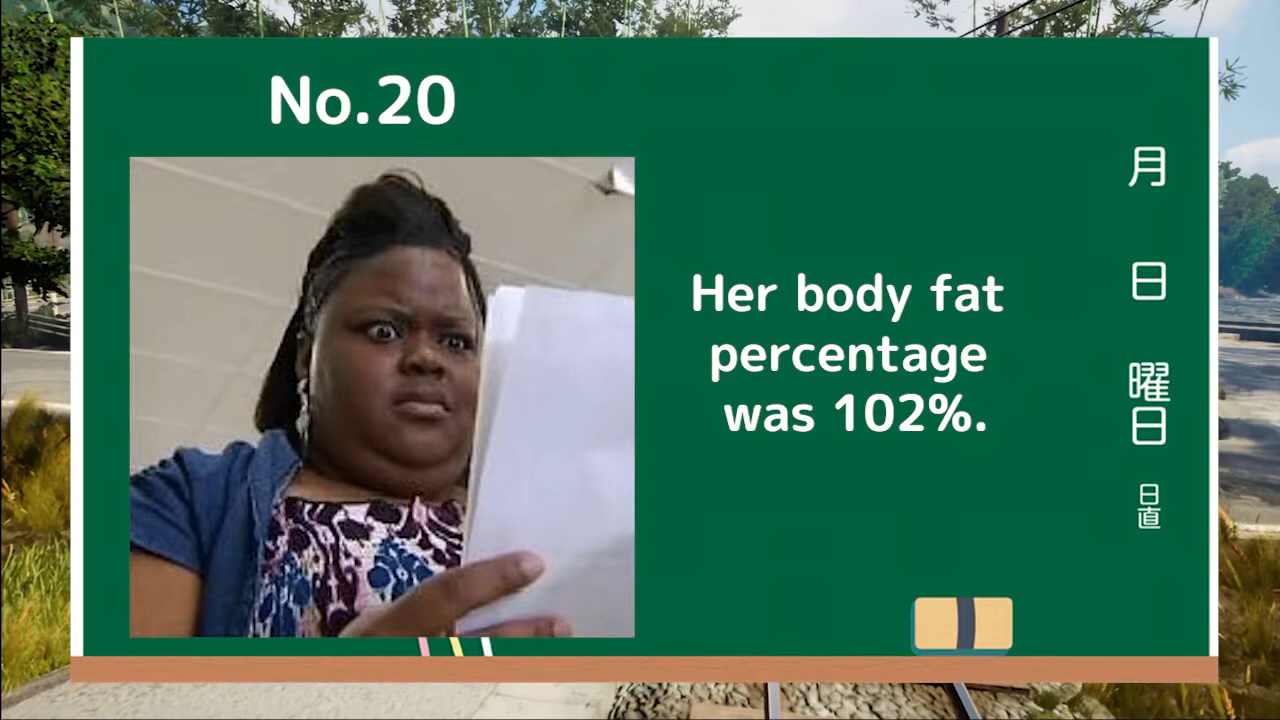 No.20
Her body fat
percentage
was 102%.
月
日
曜日
日直